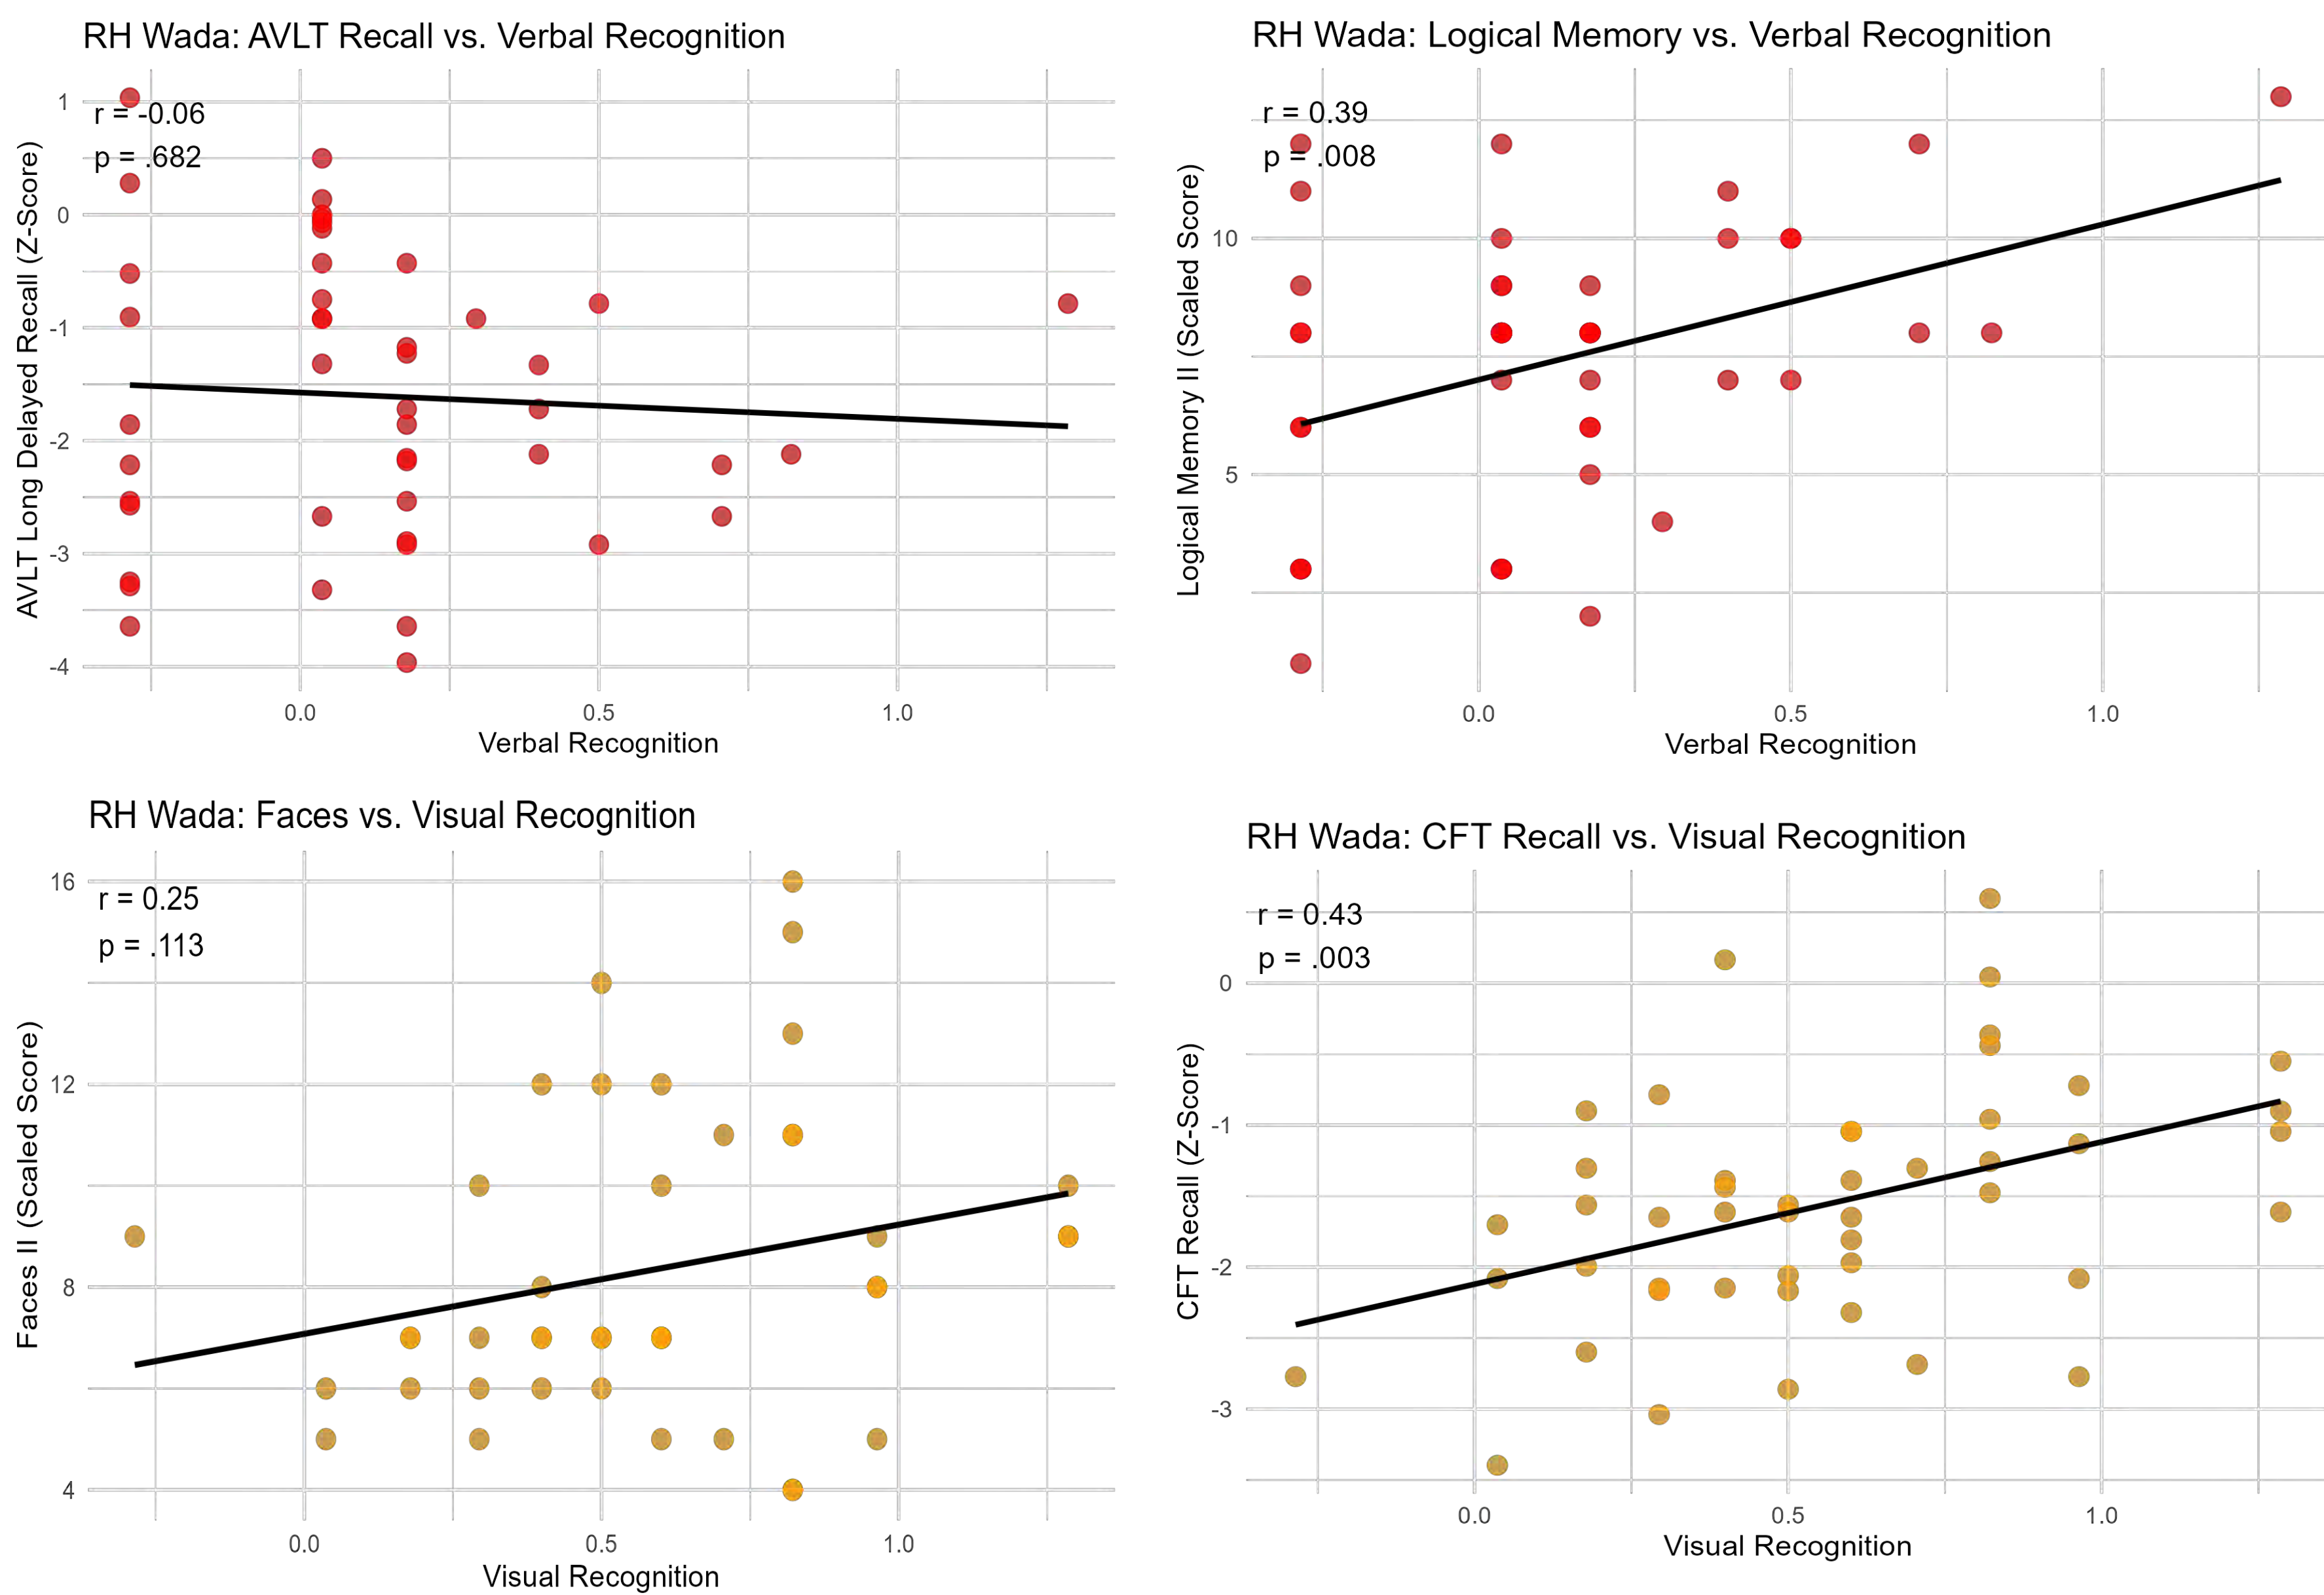 RH Wada: AVLT Recall vs. Verbal Recognition
r = -0.06
p = .682
AVLT Long Delayed Recall (Z-Score)
1
0
-1
-2
-3
-4
0.0 0.5 1.0
Verbal Recognition
RH Wada: Logical Memory vs. Verbal Recognition
r = 0.39
p = .008
Logical Memory II (Scaled Score)
10
5
0.0 0.5 1.0
Verbal Recognition
RH Wada: Faces vs. Visual Recognition
r = 0.25
p = .113
Faces II (Scaled Score)
16
12
8
4
0.0 0.5 1.0
Visual Recognition
RH Wada: CFT Recall vs. Visual Recognition
r = 0.43
p = .003
CFT Recall (Z-Score)
0
-1
-2
-3
0.0 0.5 1.0
Visual Recognition